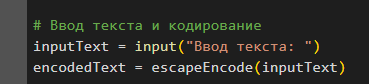 # Ввод текста и кодирование
inputText = input("Ввод текста: ")
encodedText = escapeEncode(inputText)